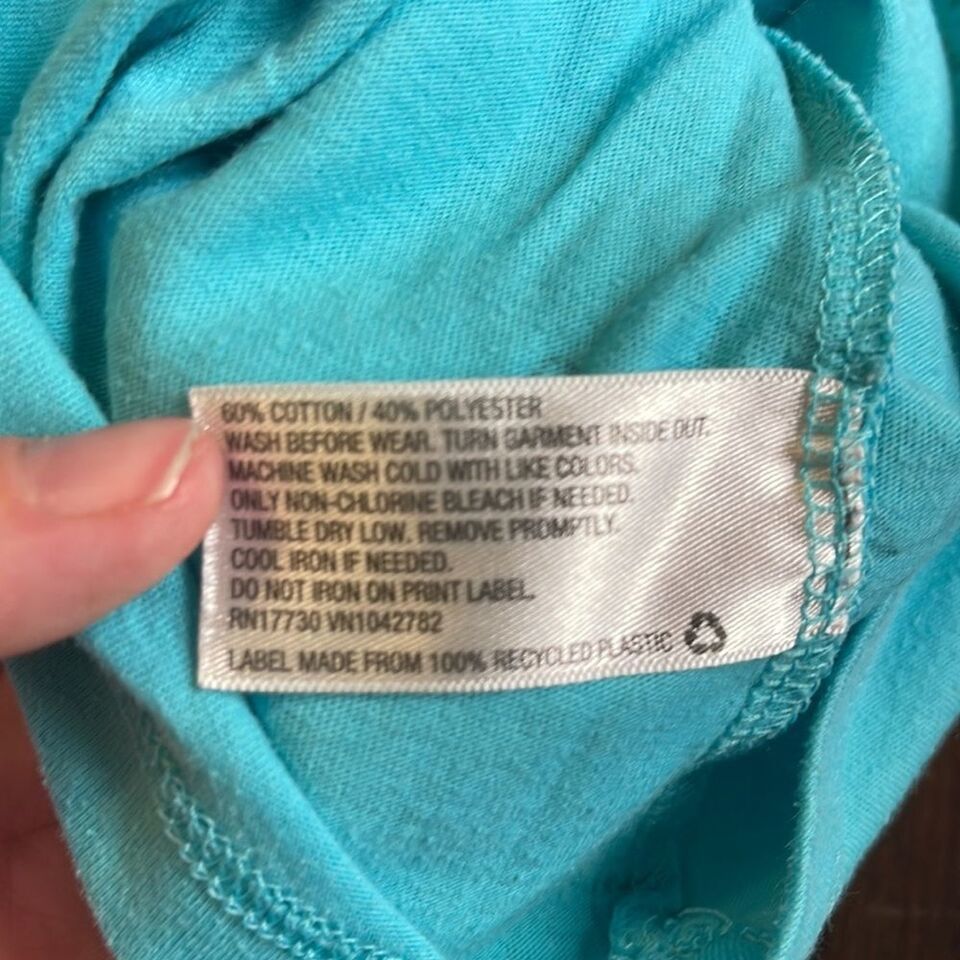 60% COTTON / 40% POLYESTER
WASH BEFORE WEAR. TURN GARMENT INSIDE OUT.
MACHINE WASH COLD WITH LIKE COLORS.
ONLY NON-CHLORINE BLEACH IF NEEDED.
TUMBLE DRY LOW. REMOVE PROMPTLY.
COOL IRON IF NEEDED.
DO NOT IRON ON PRINT LABEL.
RN17730 VN1042782
LABEL MADE FROM 100% RECYCLED PLASTIC